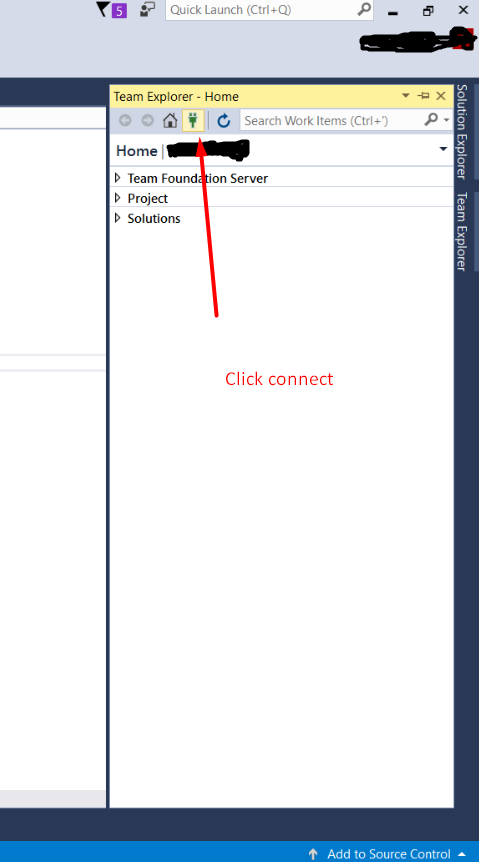 5
Quick Launch (Ctrl+Q)
Team Explorer - Home
Search Work Items (Ctrl+')
Home |
Team Foundation Server
Project
Solutions
Click connect
Solution Explorer
Team Explorer
Add to Source Control